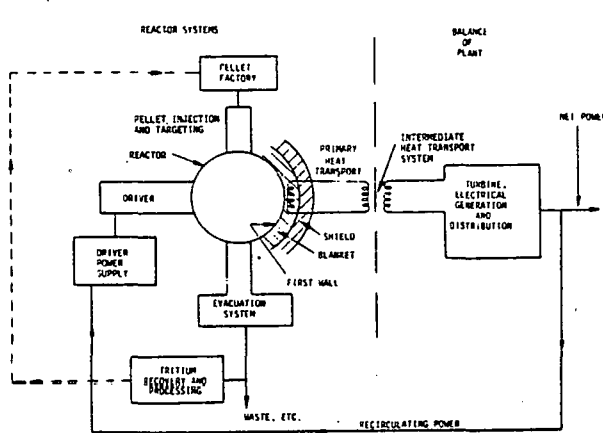 REACTOR SYSTEMS
BALANCE
OF
PLANT
PELLET
FACTORY
NET POWER
PELLET INJECTION
AND TARGETING
REACTOR
PRIMARY
HEAT
TRANSPORT
INTERMEDIATE
HEAT TRANSPORT
SYSTEM
TURBINE,
ELECTRICAL
GENERATION
AND
DISTRIBUTION
DRIVER
SHIELD
BLANKET
FIRST WALL
DRIVER
POWER
SUPPLY
EVACUATION
SYSTEM
TRITIUM
RECOVERY AND
PROCESSING
WASTE, ETC.
RECIRCULATING POWER